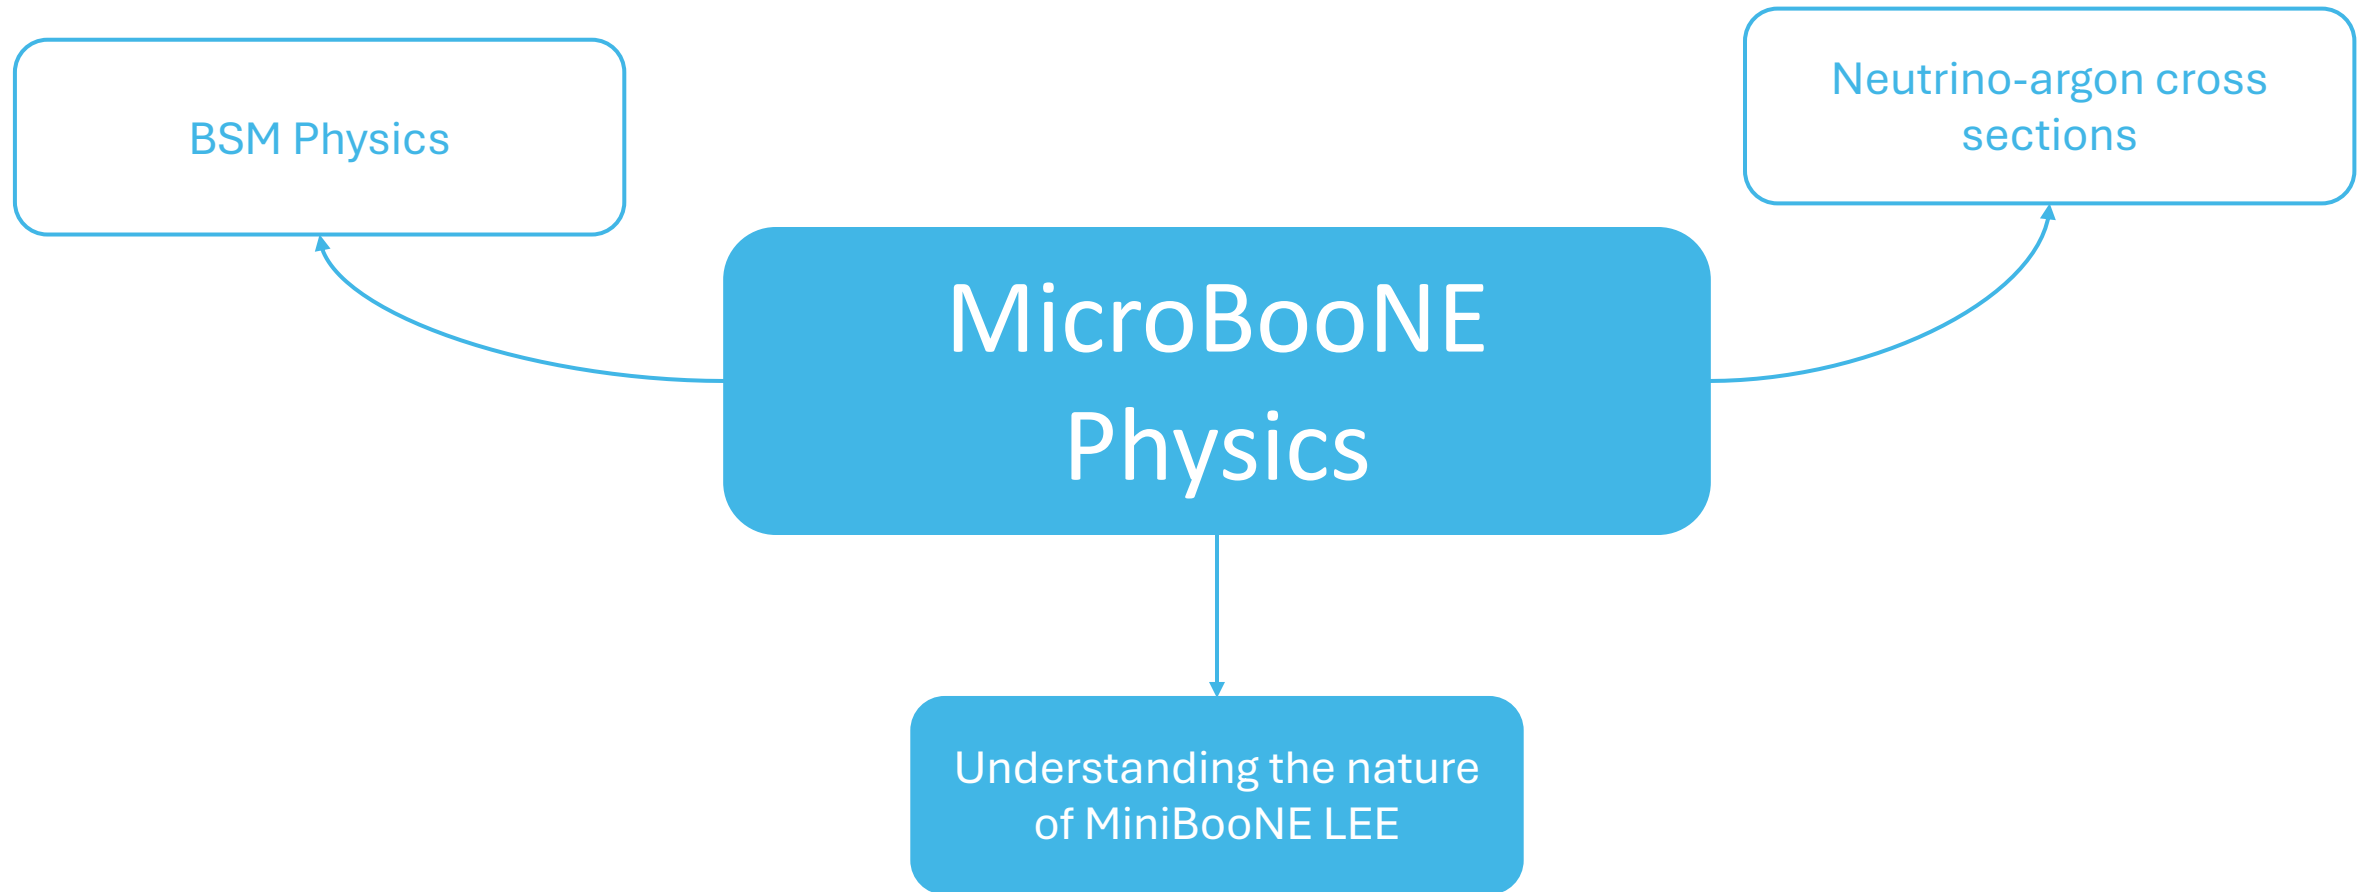 BSM Physics
Neutrino-argon cross
sections
MicroBooNE
Physics
Understanding the nature
of MiniBooNE LEE